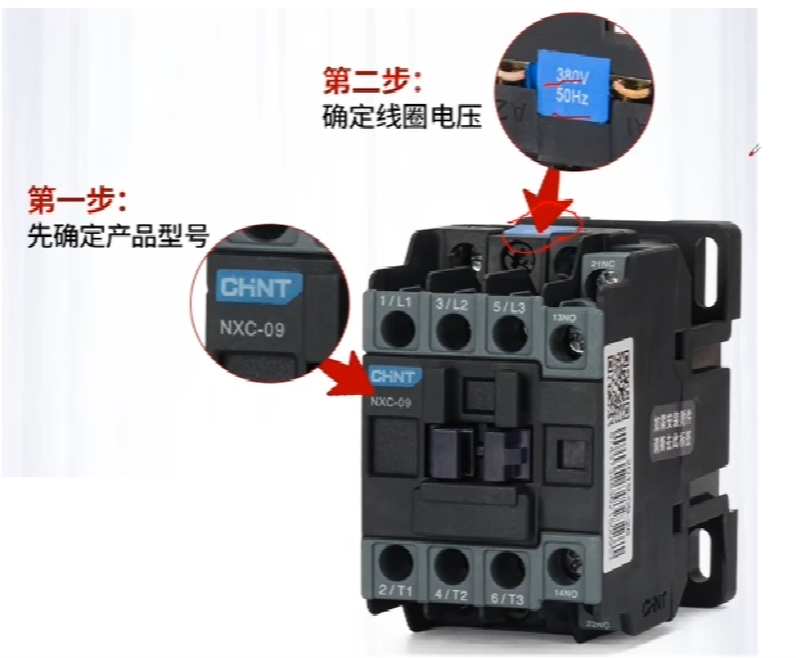 第二步：
确定线圈电压
380V
50Hz
A2
第一步：
先确定产品型号
CHNT
NXC-09
21NC
1/L1
3/L2
5/L3
13NO
CHNT
NXC-09
2/T1
4/T2
6/T3
14NO
22NC
CHNT